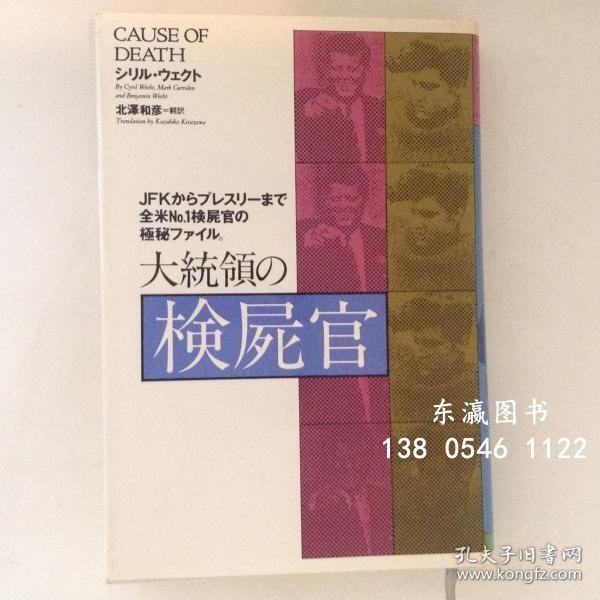 CAUSE OF
DEATH
シリル・ウェクト
By Cyril Wecht, Mark Curriden
and Benjamin Wecht
北澤和彦=翻訳
Translation by Kazuhiko Kitazawa
JFKからプレスリーまで
全米No.1検屍官の
極秘ファイル。
大統領の
検屍官
东瀛图书
138 0546 1122
孔夫子旧书网
www.kongfz.com